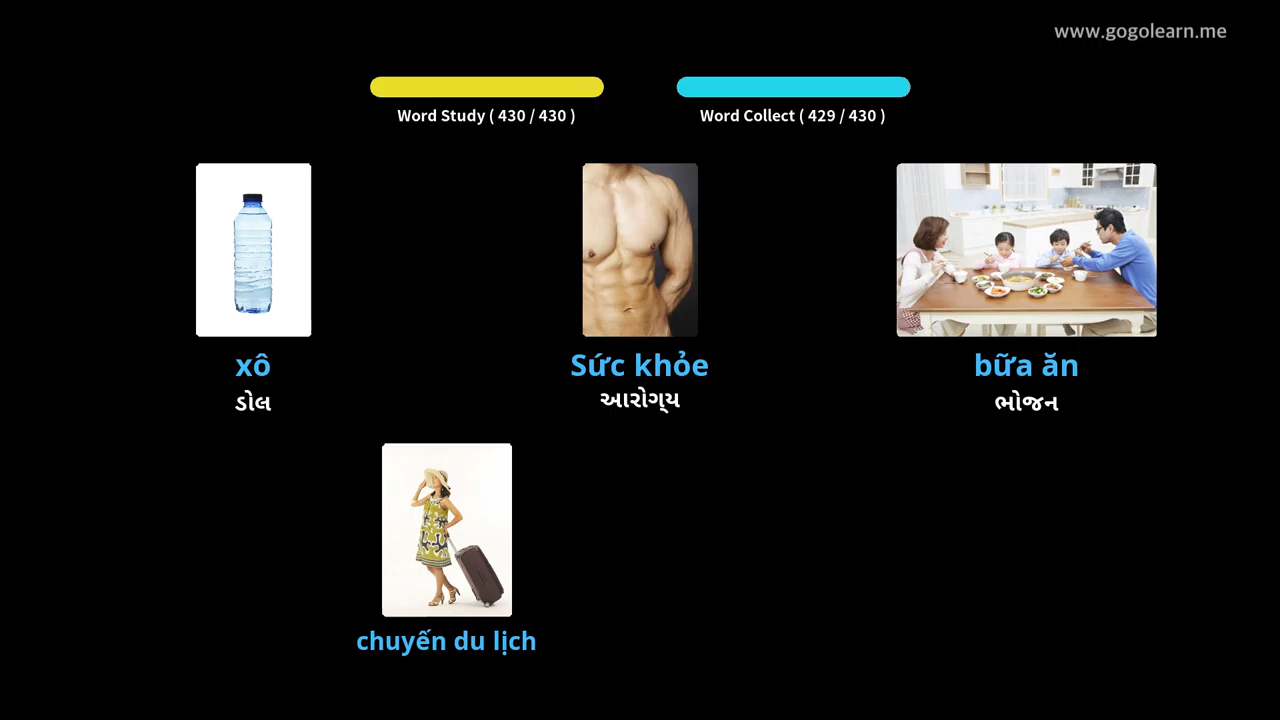 www.gogolearn.me
Word Study ( 430 / 430 )
Word Collect ( 429 / 430 )
xô
Sức khỏe
bữa ăn
ડોલ
આરોગ્ય
ભોજન
chuyến du lịch